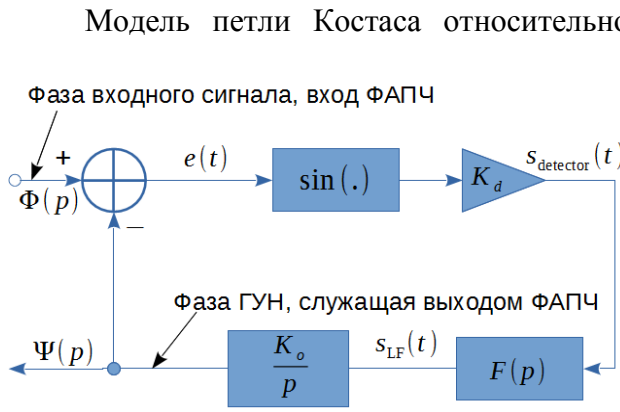 Модель петли Костаса относительно
Фаза входного сигнала, вход ФАПЧ
+
e(t)
s_detector(t)
Φ(p)
sin(.)
K_d
−
Фаза ГУН, служащая выходом ФАПЧ
Ψ(p)
K_o
p
s_LF(t)
F(p)